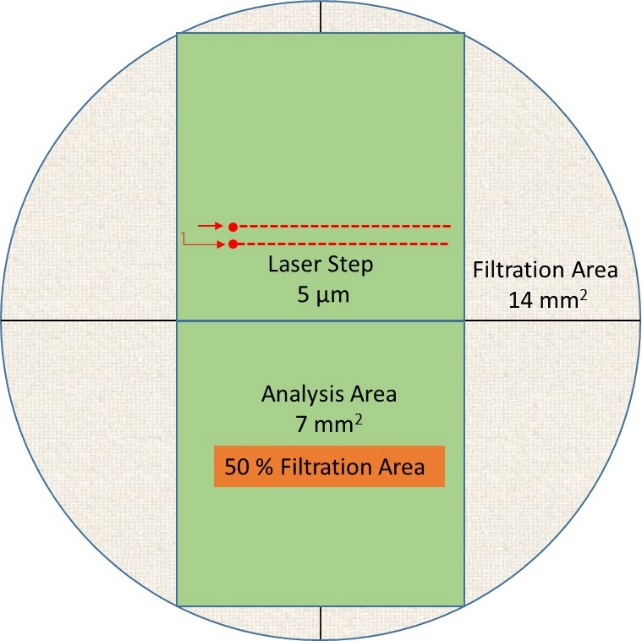 Laser Step
5 µm
Filtration Area
14 mm²
Analysis Area
7 mm²
50 % Filtration Area